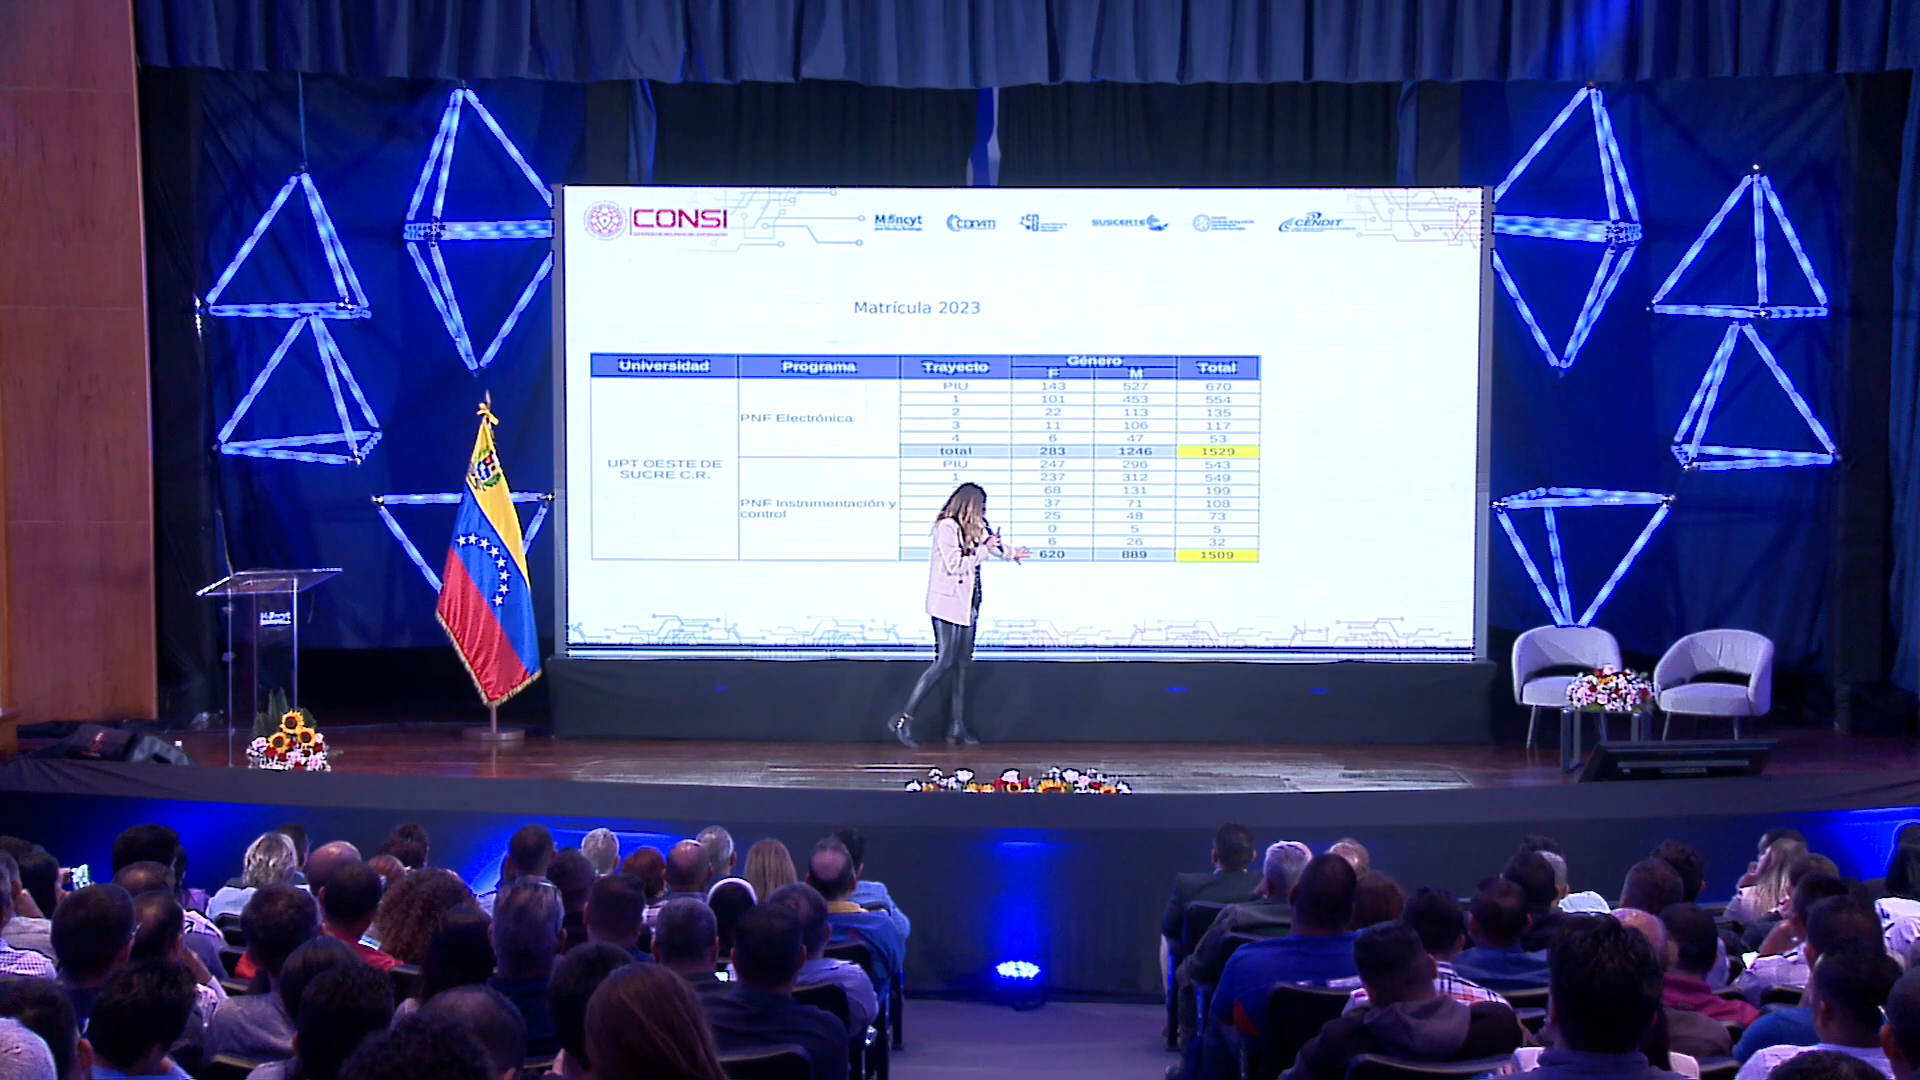 CONSI
Mincyt
SUSCERTE
CENDIT
Matrícula 2023
Universidad Programa Trayecto Género Total
F M
UPT OESTE DE
SUCRE C.R.
PNF Electrónica
PIU 143 527 670
1 101 453 554
2 22 113 135
3 11 106 117
4 6 47 53
total 283 1246 1529
PNF Instrumentación y
control
PIU 247 296 543
1 237 312 549
68 131 199
37 71 108
25 48 73
0 5 5
6 26 32
620 889 1509
Mincyt